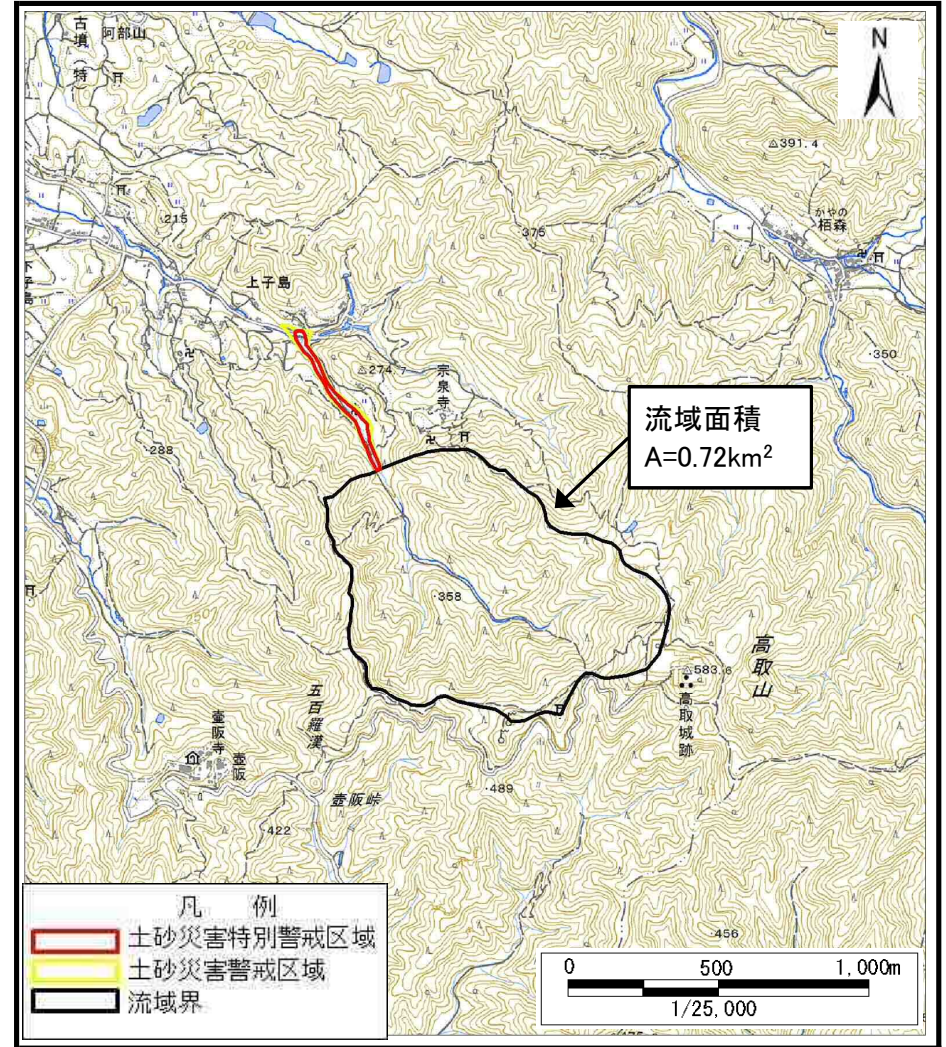 古墳(特)
阿部山
N
391.4
かやの
栢森
215
375
上子島
下子島
350
274.7
宗泉寺
流域面積
A=0.72km²
288
358
高取山
583.6
高取城跡
五百羅漢
壷阪寺
壷阪
489
壷阪峠
422
凡 例
土砂災害特別警戒区域
土砂災害警戒区域
流域界
456
0 500 1,000m
1/25,000